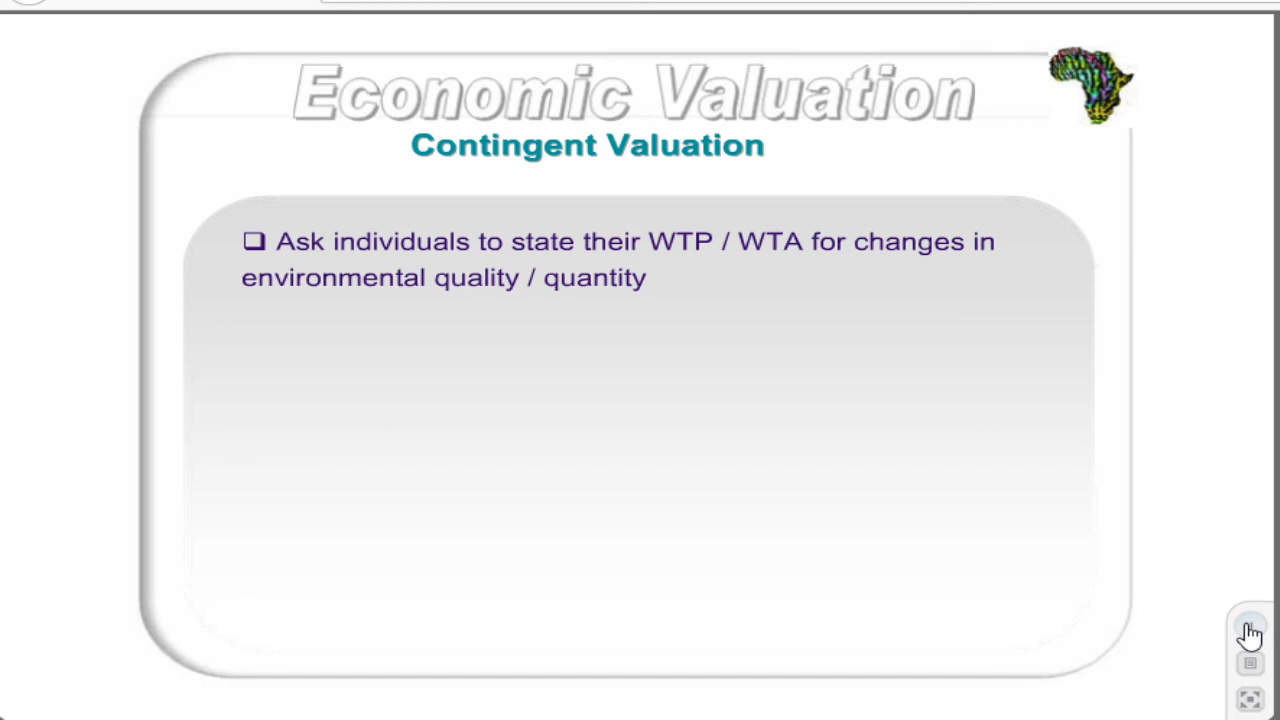 Economic Valuation
Contingent Valuation
❑ Ask individuals to state their WTP / WTA for changes in
environmental quality / quantity